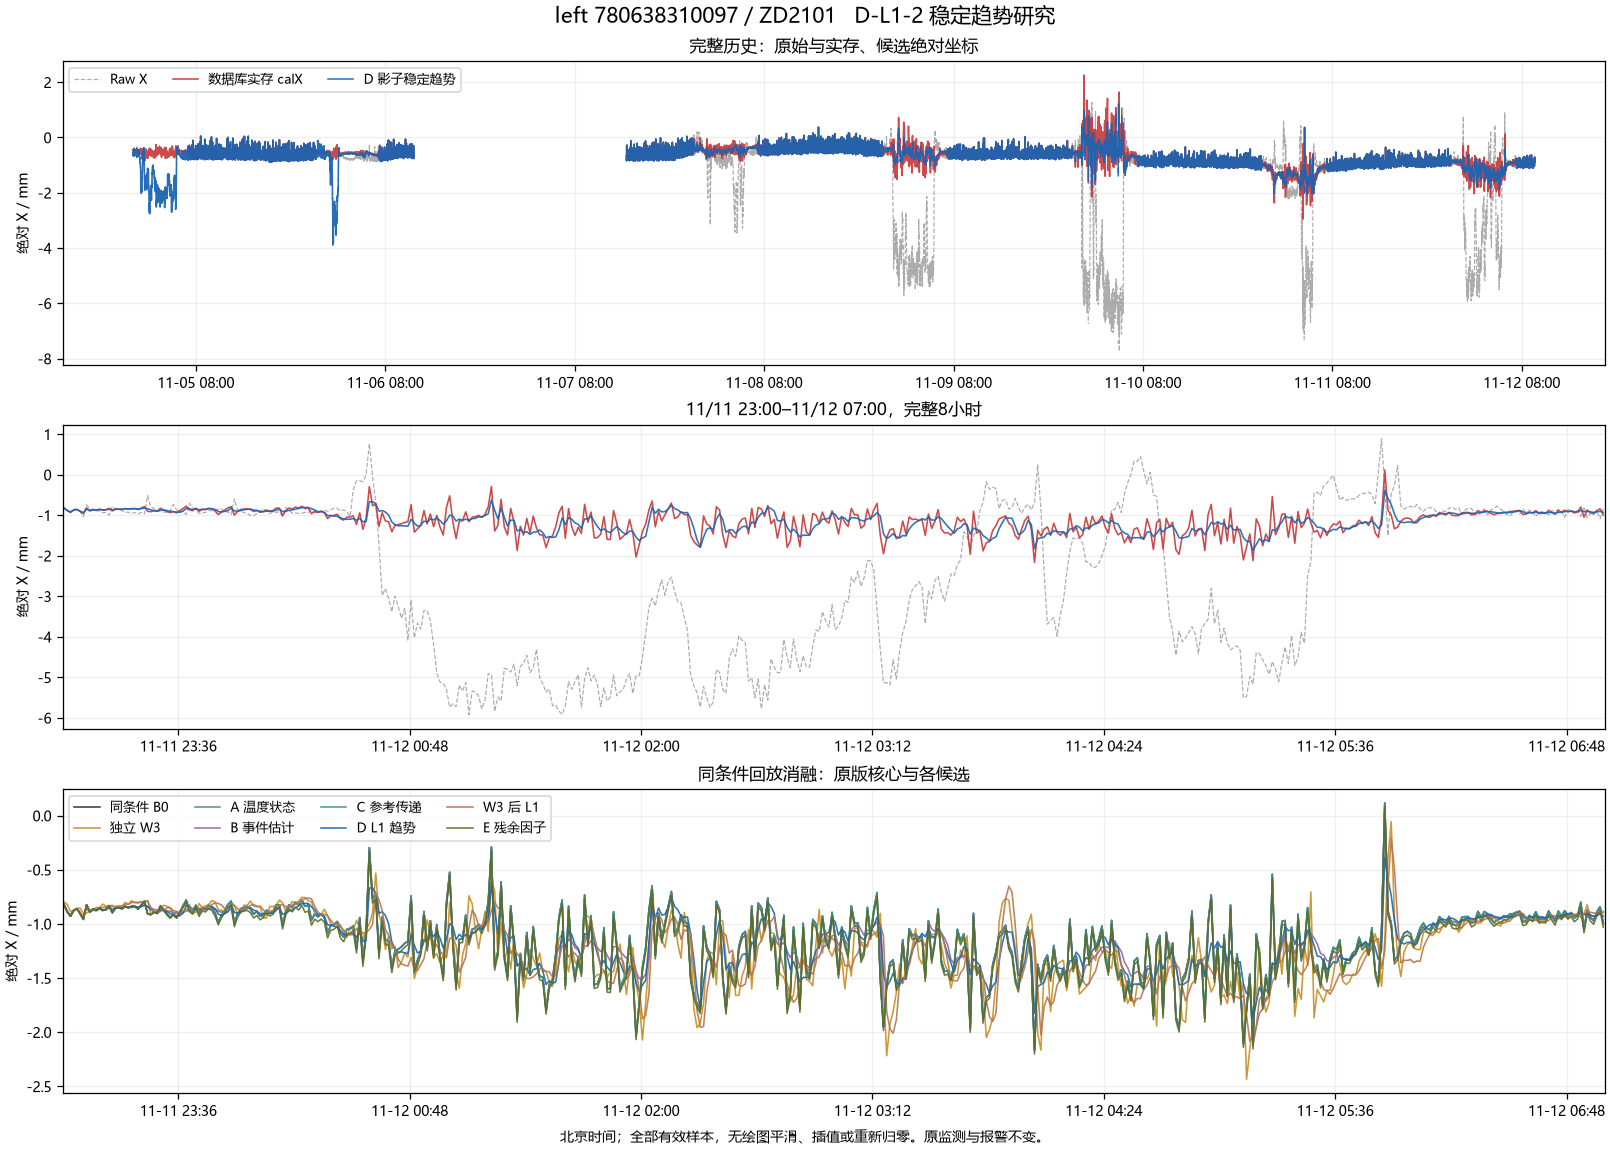 left 780638310097 / ZD2101   D-L1-2 稳定趋势研究
完整历史：原始与实存、候选绝对坐标
Raw X   数据库实存 calX   D 影子稳定趋势
绝对 X / mm
2
0
-2
-4
-6
-8
11-05 08:00   11-06 08:00   11-07 08:00   11-08 08:00   11-09 08:00   11-10 08:00   11-11 08:00   11-12 08:00
11/11 23:00–11/12 07:00，完整8小时
绝对 X / mm
1
0
-1
-2
-3
-4
-5
-6
11-11 23:36   11-12 00:48   11-12 02:00   11-12 03:12   11-12 04:24   11-12 05:36   11-12 06:48
同条件回放消融：原版核心与各候选
同条件 B0   A 温度状态   C 参考传递   W3 后 L1
独立 W3   B 事件估计   D L1 趋势   E 残余因子
绝对 X / mm
0.0
-0.5
-1.0
-1.5
-2.0
-2.5
11-11 23:36   11-12 00:48   11-12 02:00   11-12 03:12   11-12 04:24   11-12 05:36   11-12 06:48
北京时间；全部有效样本，无绘图平滑、插值或重新归零。原监测与报警不变。